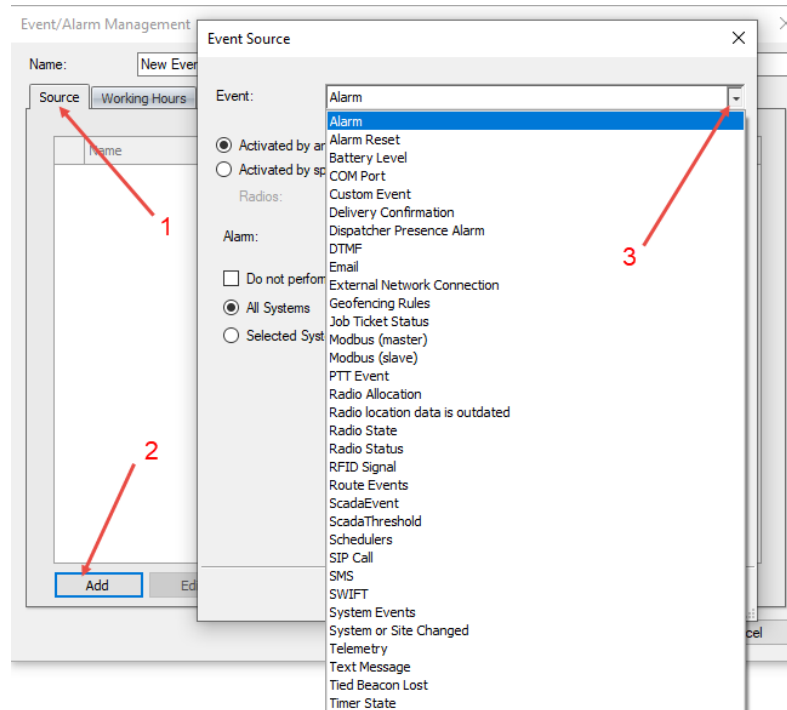 Event/Alarm Management
Event Source
Name:
New Even
Source
Working Hours
Event:
Alarm
Name
Activated by an
Activated by sp
Radios:
Alarm:
Do not perform
All Systems
Selected Syst
Alarm
Alarm Reset
Battery Level
COM Port
Custom Event
Delivery Confirmation
Dispatcher Presence Alarm
DTMF
Email
External Network Connection
Geofencing Rules
Job Ticket Status
Modbus (master)
Modbus (slave)
PTT Event
Radio Allocation
Radio location data is outdated
Radio State
Radio Status
RFID Signal
Route Events
ScadaEvent
ScadaThreshold
Schedulers
SIP Call
SMS
SWIFT
System Events
System or Site Changed
Telemetry
Text Message
Tied Beacon Lost
Timer State
1
2
3
Add
Edi
cel